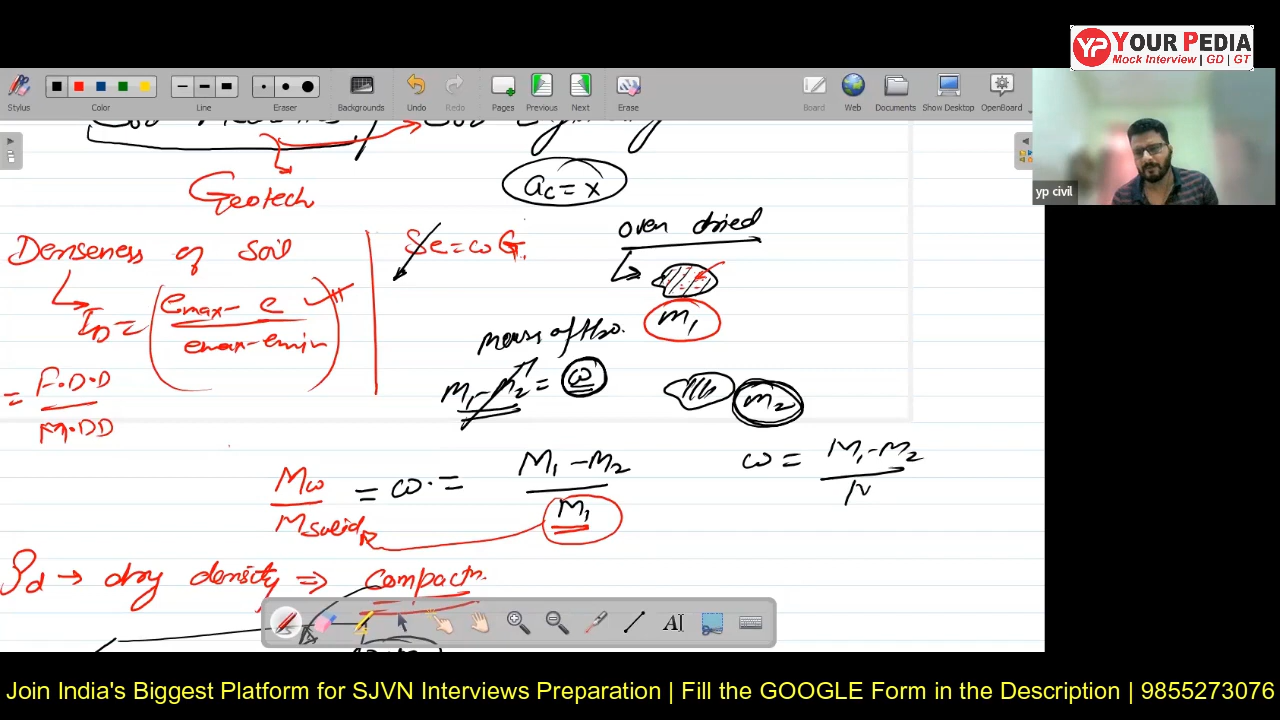 YP YOUR PEDIA
Mock Interview | GD | GT
Stylus
Color
Line
Eraser
Backgrounds
Undo
Redo
Pages
Previous
Next
Erase
Board
Web
Documents
Show Desktop
OpenBoard
yp civil
Geotech
ac = x
Denseness of Soil
ID = (emax - e / emax - emin)
= F.D.D / M.DD
Se = ωG.
oven dried
m1
mass of H2o.
m1 - m2 = ω
m2
Mω / Msolid = ω. = M1 - M2 / M1
ω = M1 - M2
ρd → dry density ⇒ Compactn.
AI
Join India's Biggest Platform for SJVN Interviews Preparation | Fill the GOOGLE Form in the Description | 9855273076